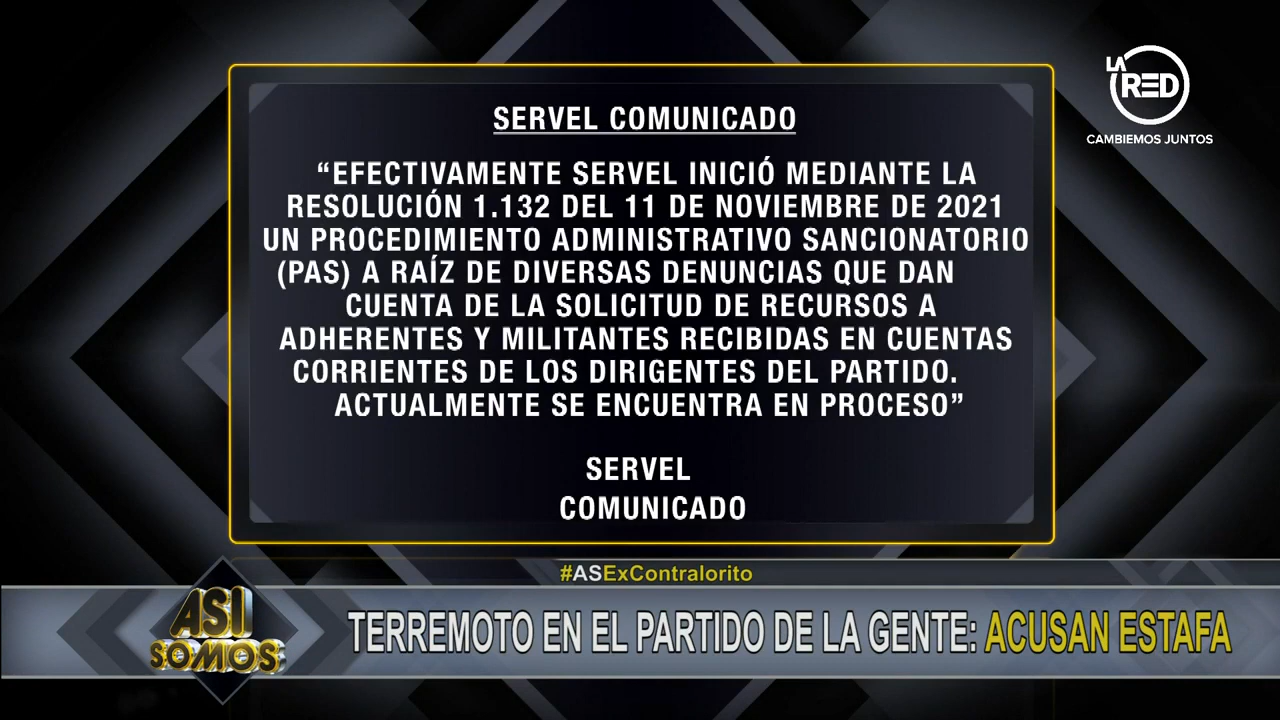 LA
RED
CAMBIEMOS JUNTOS
SERVEL COMUNICADO
“EFECTIVAMENTE SERVEL INICIÓ MEDIANTE LA
RESOLUCIÓN 1.132 DEL 11 DE NOVIEMBRE DE 2021
UN PROCEDIMIENTO ADMINISTRATIVO SANCIONATORIO
(PAS) A RAÍZ DE DIVERSAS DENUNCIAS QUE DAN
CUENTA DE LA SOLICITUD DE RECURSOS A
ADHERENTES Y MILITANTES RECIBIDAS EN CUENTAS
CORRIENTES DE LOS DIRIGENTES DEL PARTIDO.
ACTUALMENTE SE ENCUENTRA EN PROCESO”
SERVEL
COMUNICADO
#ASExContralorito
ASI
SOMOS
TERREMOTO EN EL PARTIDO DE LA GENTE: ACUSAN ESTAFA